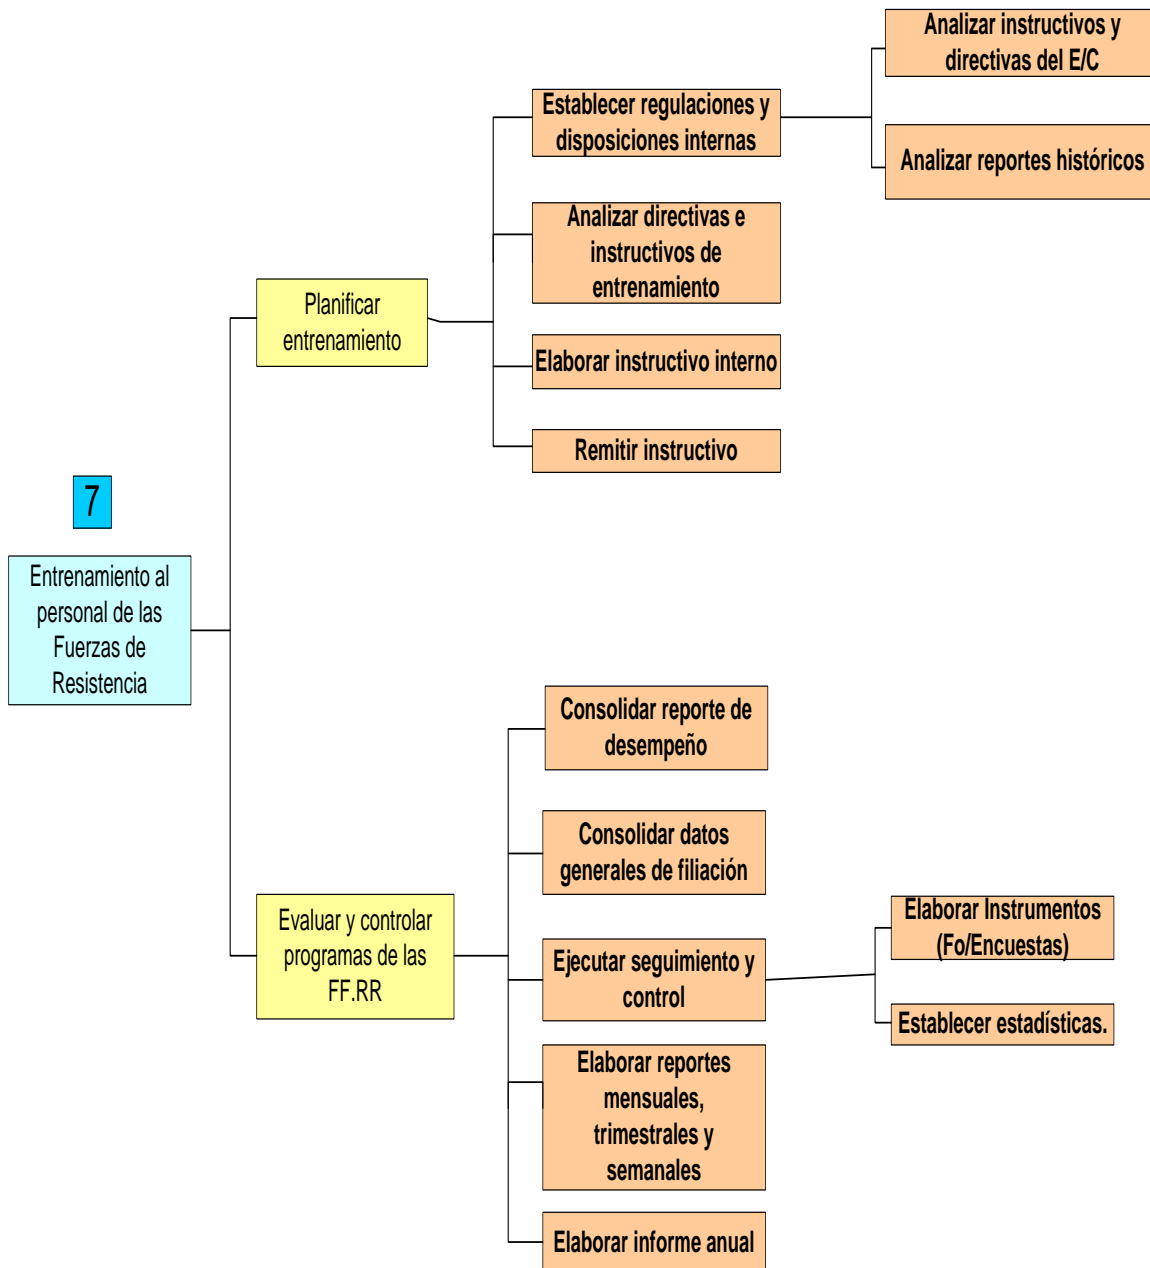 Analizar instructivos y
directivas del E/C
Establecer regulaciones y
disposiciones internas
Analizar reportes históricos
Analizar directivas e
instructivos de
entrenamiento
Planificar
entrenamiento
Elaborar instructivo interno
Remitir instructivo
7
Entrenamiento al
personal de las
Fuerzas de
Resistencia
Consolidar reporte de
desempeño
Consolidar datos
generales de filiación
Evaluar y controlar
programas de las
FF.RR
Ejecutar seguimiento y
control
Elaborar Instrumentos
(Fo/Encuestas)
Establecer estadísticas.
Elaborar reportes
mensuales,
trimestrales y
semanales
Elaborar informe anual